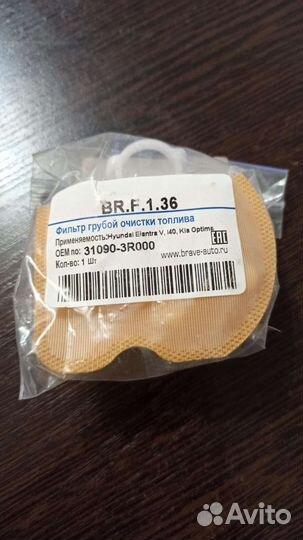 BR.F.1.36
Фильтр грубой очистки топлива
Применяемость:Hyundai Elantra V, i40, Kia Optima
OEM no: 31090-3R000
Кол-во: 1 Шт
www.brave-auto.ru
EAC
Avito